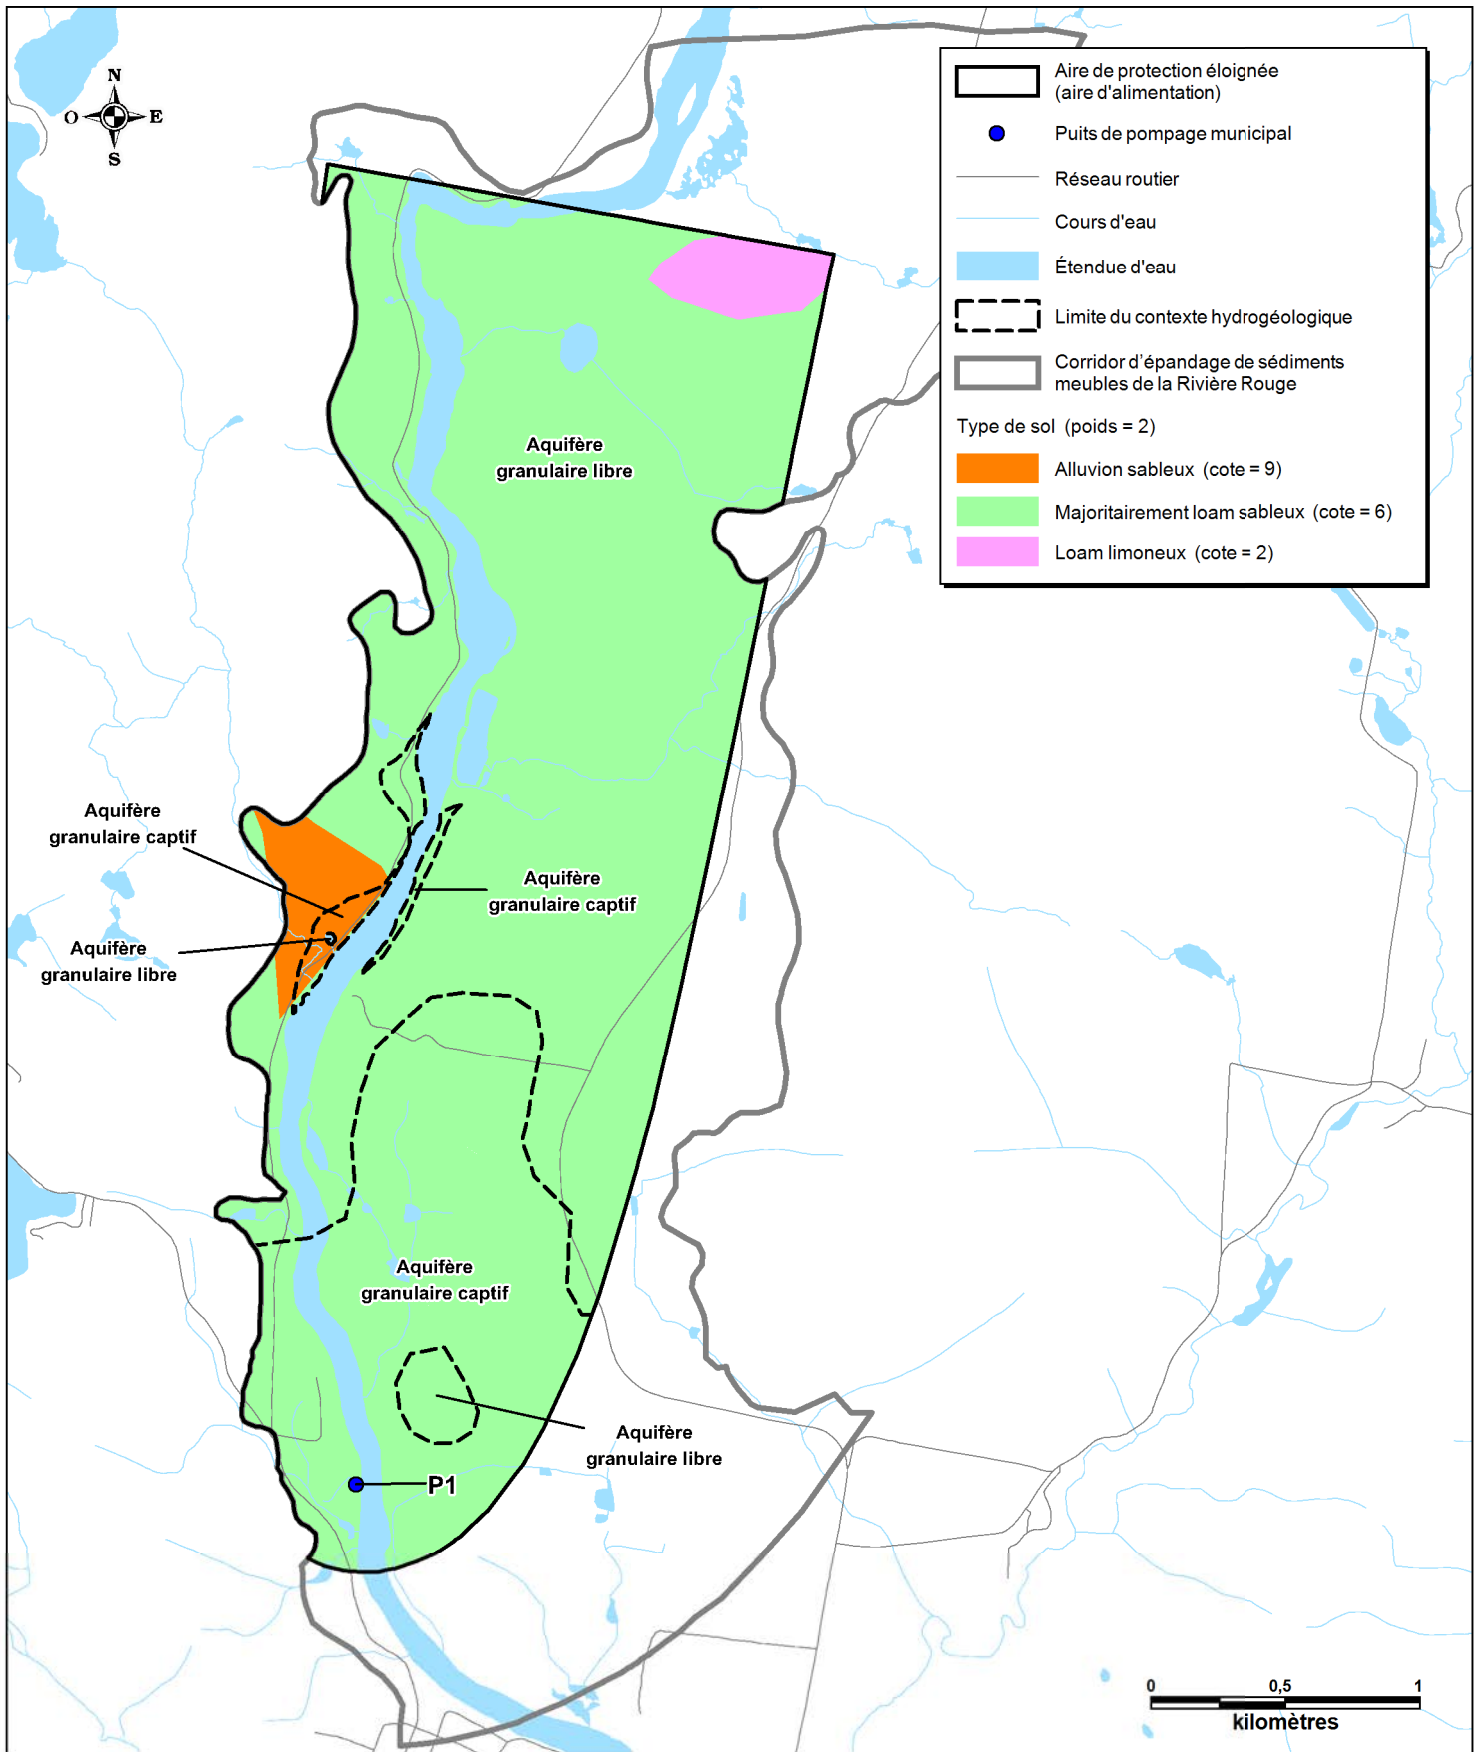 N
O
E
S
Aire de protection éloignée
(aire d'alimentation)
Puits de pompage municipal
Réseau routier
Cours d'eau
Étendue d'eau
Limite du contexte hydrogéologique
Corridor d'épandage de sédiments
meubles de la Rivière Rouge
Type de sol (poids = 2)
Alluvion sableux (cote = 9)
Majoritairement loam sableux (cote = 6)
Loam limoneux (cote = 2)
Aquifère
granulaire libre
Aquifère
granulaire captif
Aquifère
granulaire captif
Aquifère
granulaire libre
Aquifère
granulaire captif
Aquifère
granulaire libre
P1
0 0,5 1
kilomètres